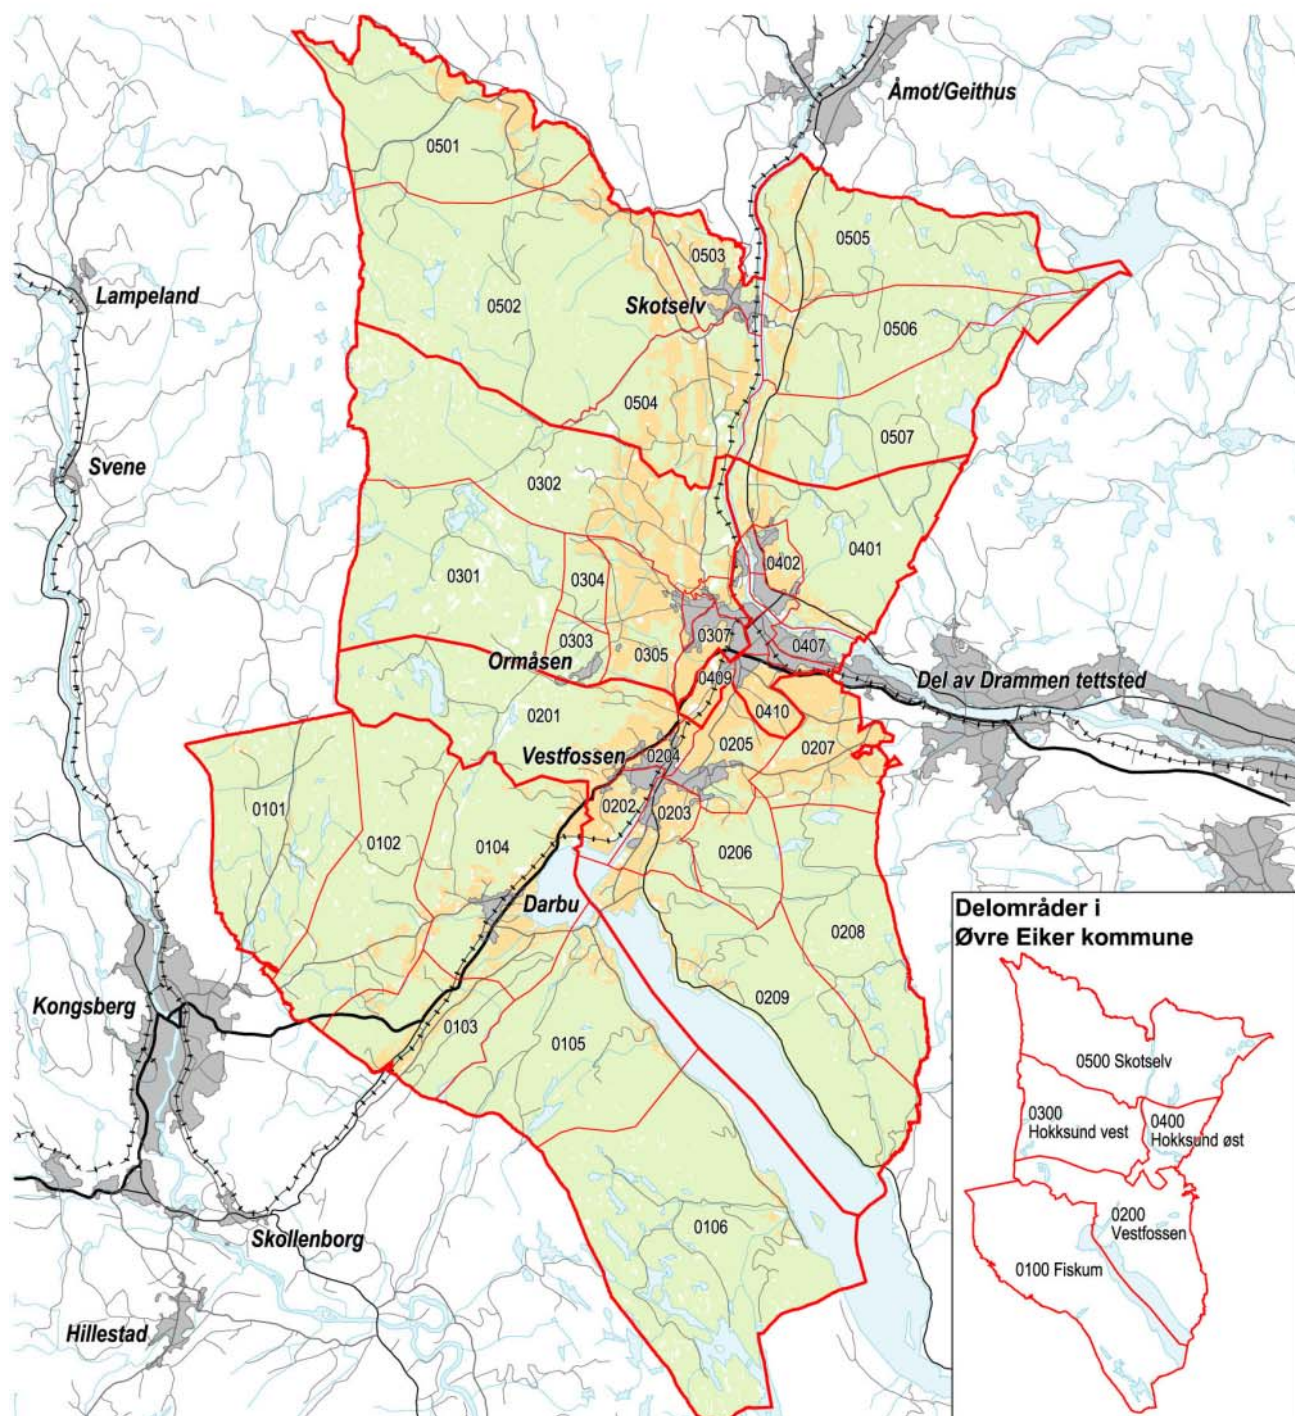 Åmot/Geithus
0501
0505
0503
Lampeland
Skotselv
0502
0506
0504
0507
Svene
0302
0401
0402
0301
0304
0303
0307
0407
0305
Ormåsen
0409
Del av Drammen tettsted
0201
0410
Vestfossen
0204
0205
0207
0101
0202
0203
0102
0104
0206
Darbu
0208
0209
Kongsberg
0103
0105
0106
Skollenborg
Hillestad
Delområder i
Øvre Eiker kommune
0500 Skotselv
0300
Hokksund vest
0400
Hokksund øst
0200
Vestfossen
0100 Fiskum